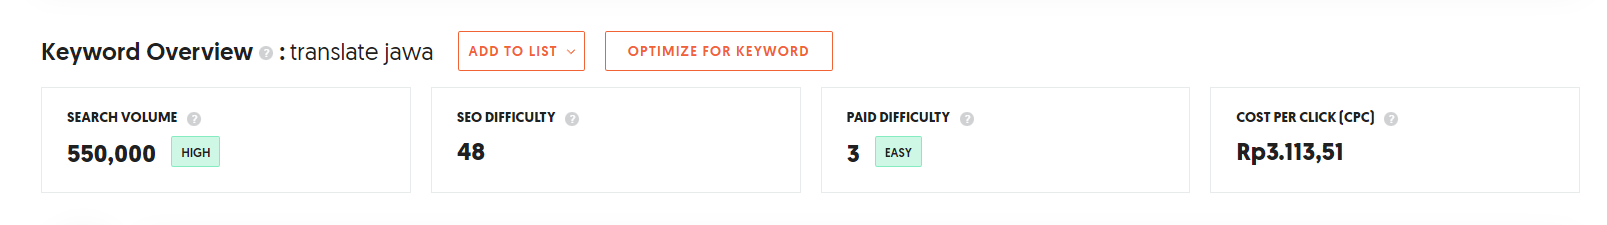 Keyword Overview ? : translate jawa
ADD TO LIST
OPTIMIZE FOR KEYWORD
SEARCH VOLUME ?
550,000 HIGH
SEO DIFFICULTY ?
48
PAID DIFFICULTY ?
3 EASY
COST PER CLICK (CPC) ?
Rp3.113,51